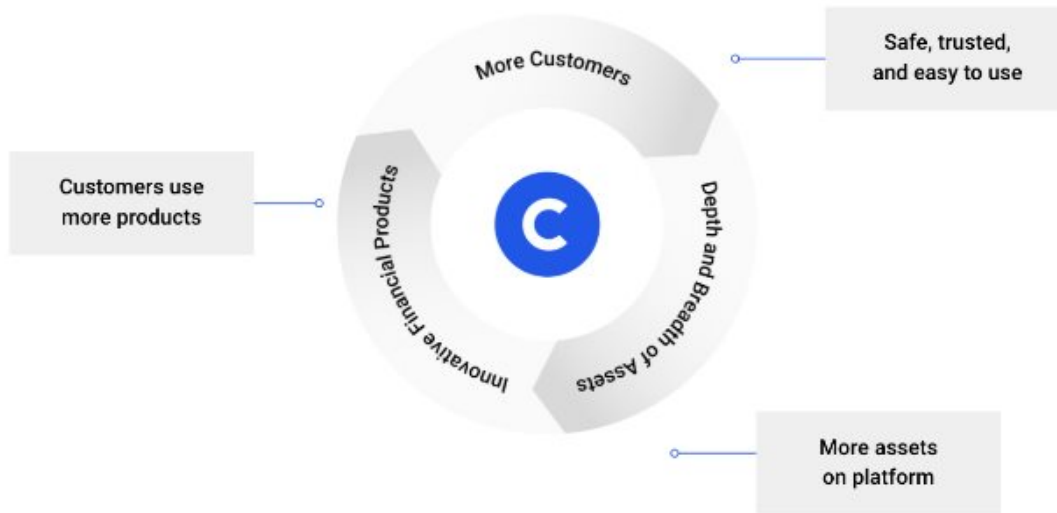 More Customers
Safe, trusted,
and easy to use
Customers use
more products
Innovative Financial Products
Depth and Breadth of Assets
C
More assets
on platform